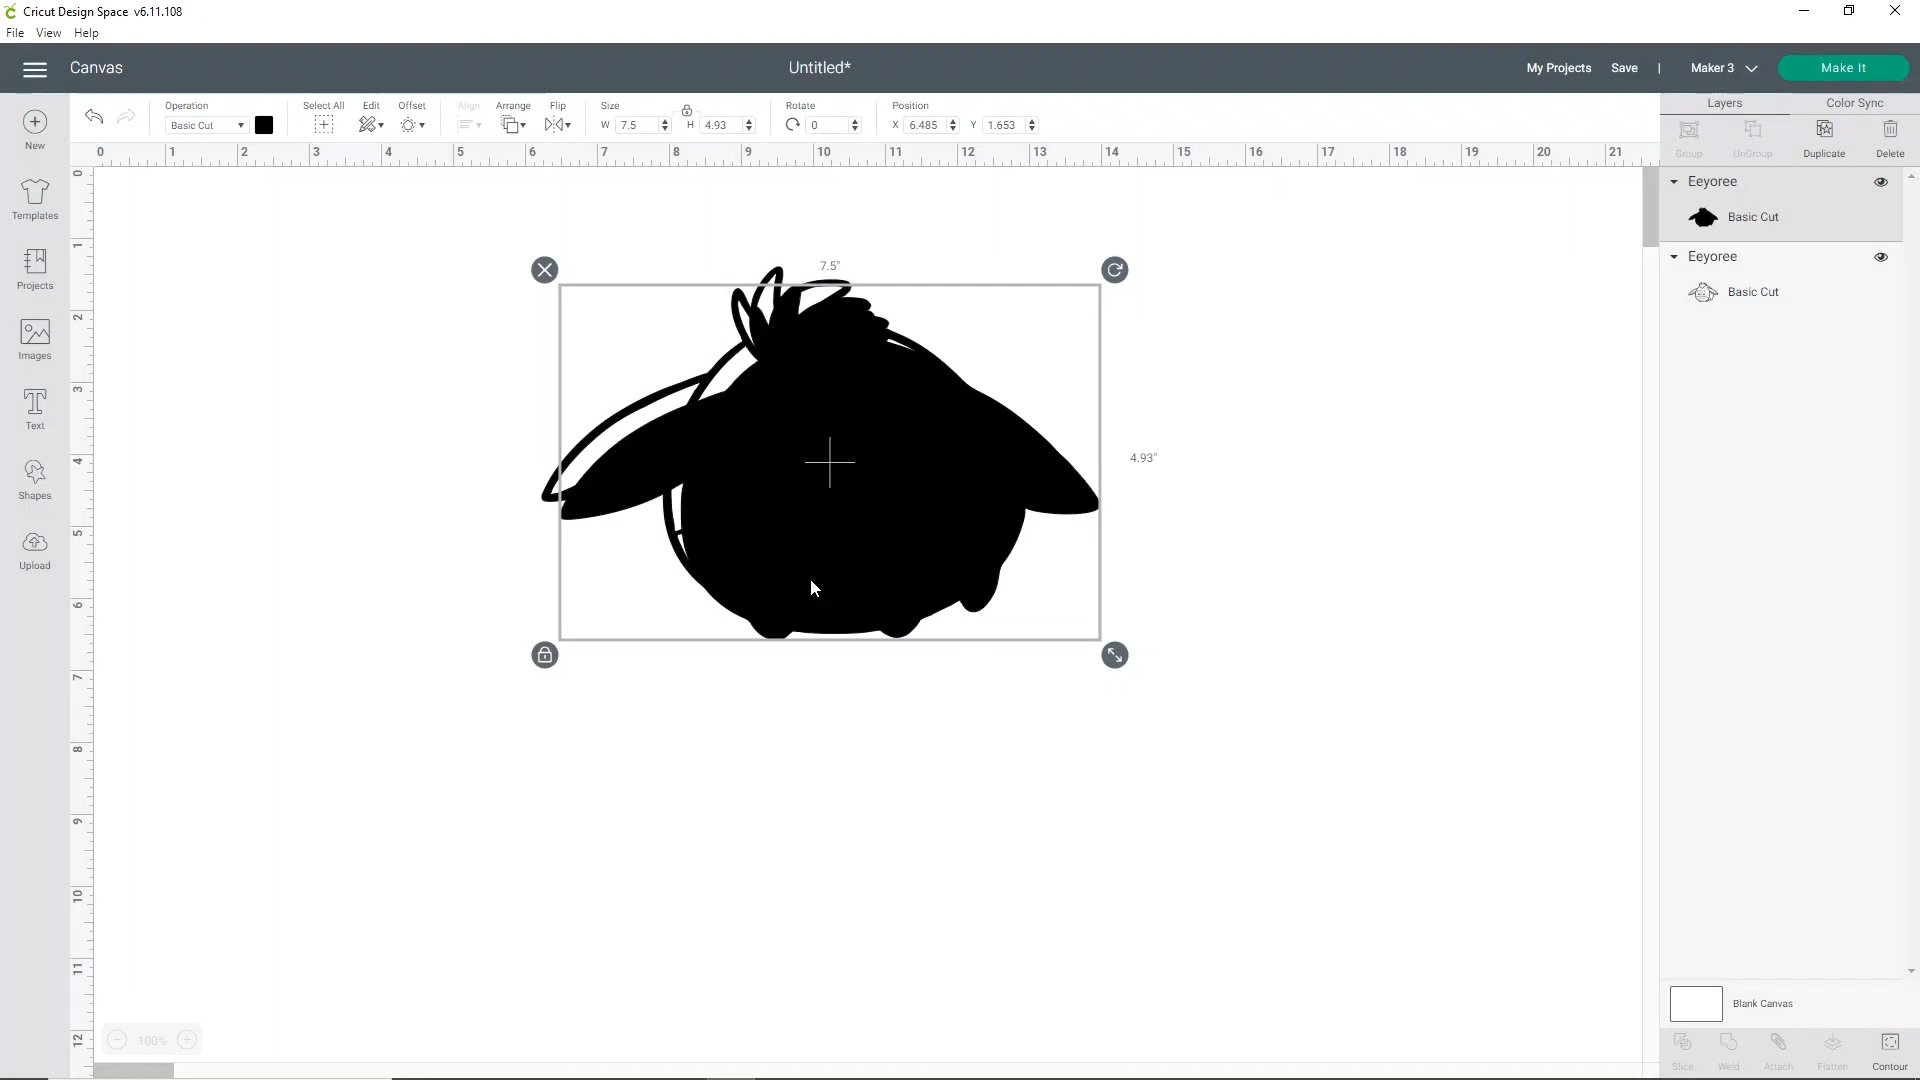 Cricut Design Space v6.11.108
File View Help
Canvas
Untitled*
My Projects Save | Maker 3
Make It
Operation
Basic Cut
Select All Edit Offset Align Arrange Flip
Size
W 7.5
H 4.93
Rotate
0
Position
X 6.485
Y 1.653
Layers Color Sync
Group UnGroup Duplicate Delete
0 1 2 3 4 5 6 7 8 9 10 11 12 13 14 15 16 17 18 19 20 21
0
1
2
3
4
5
6
7
8
9
10
11
12
New
Templates
Projects
Images
Text
Shapes
Upload
7.5"
4.93"
Eeyoree
Basic Cut
Eeyoree
Basic Cut
Blank Canvas
100%
Slice Weld Attach Flatten Contour